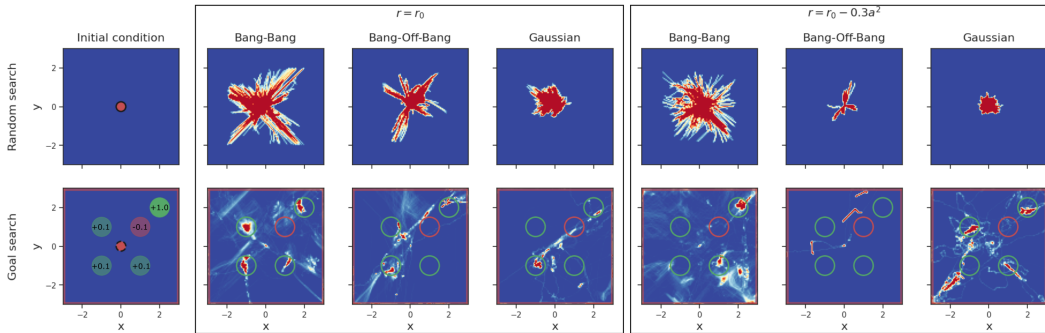 r = r₀
r = r₀ − 0.3a²
Initial condition
Bang-Bang
Bang-Off-Bang
Gaussian
Bang-Bang
Bang-Off-Bang
Gaussian
Random search
y
2
0
−2
Goal search
y
2
0
−2
+1.0
+0.1
-0.1
+0.1
+0.1
−2 0 2
−2 0 2
−2 0 2
−2 0 2
−2 0 2
−2 0 2
−2 0 2
x
x
x
x
x
x
x